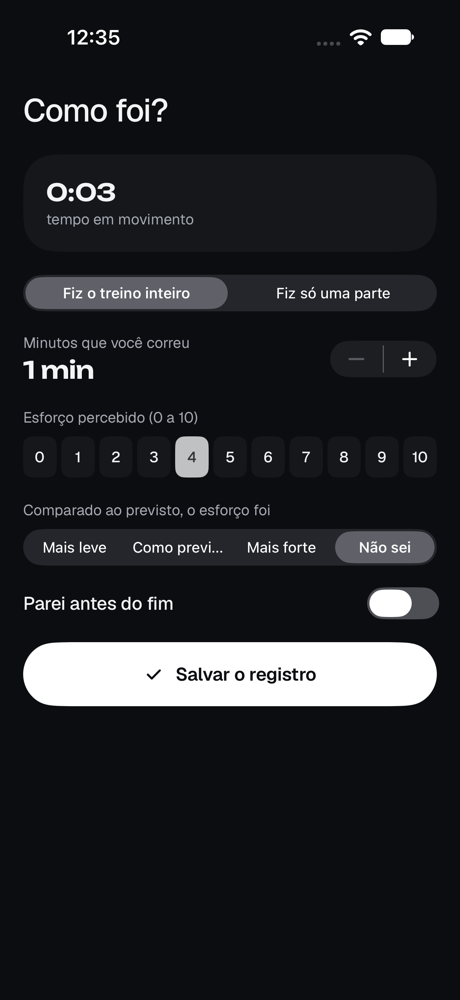 12:35
Como foi?
0:03
tempo em movimento
Fiz o treino inteiro Fiz só uma parte
Minutos que você correu
1 min
Esforço percebido (0 a 10)
0 1 2 3 4 5 6 7 8 9 10
Comparado ao previsto, o esforço foi
Mais leve Como previ... Mais forte Não sei
Parei antes do fim
Salvar o registro